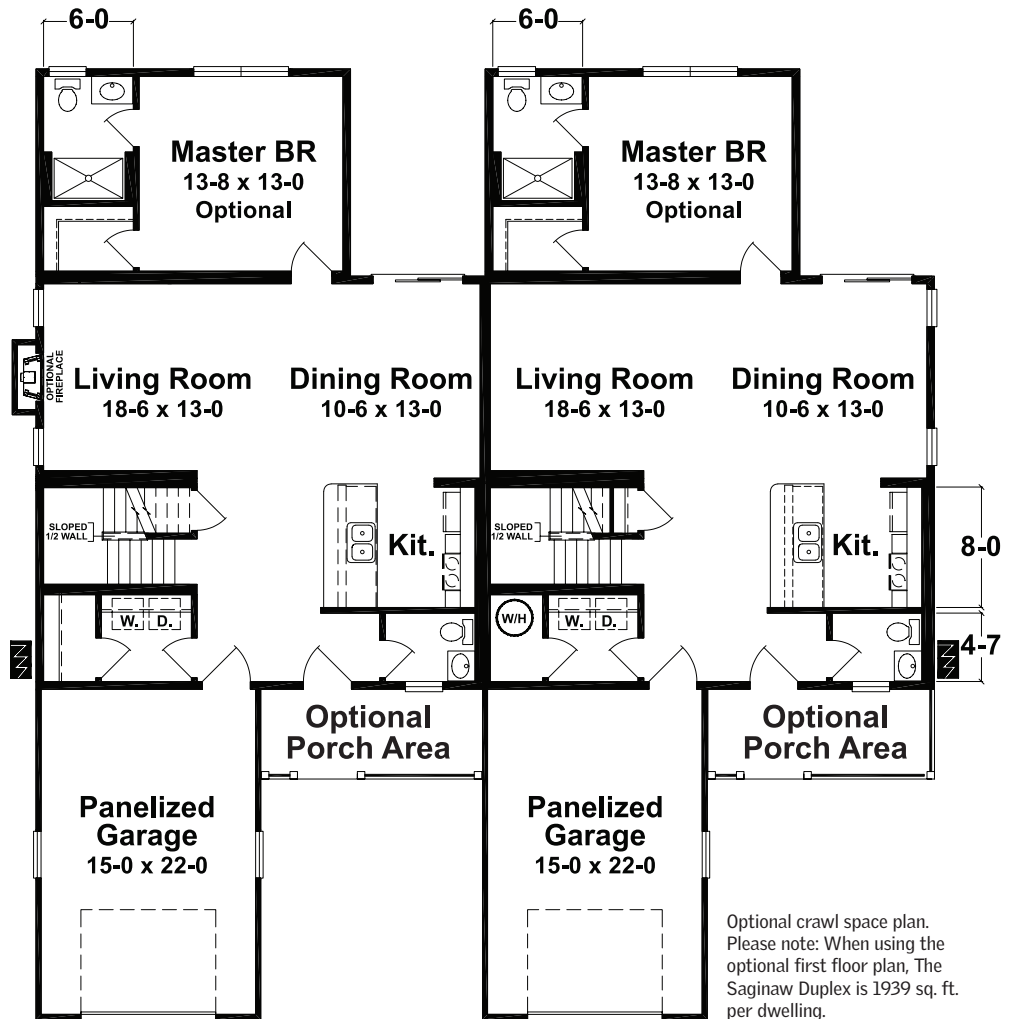 6-0
6-0
Master BR
13-8 x 13-0
Optional
Master BR
13-8 x 13-0
Optional
OPTIONAL
FIREPLACE
Living Room
18-6 x 13-0
Dining Room
10-6 x 13-0
Living Room
18-6 x 13-0
Dining Room
10-6 x 13-0
SLOPED
1/2 WALL
Kit.
SLOPED
1/2 WALL
Kit.
8-0
W. D.
W/H
W. D.
4-7
Optional
Porch Area
Optional
Porch Area
Panelized
Garage
15-0 x 22-0
Panelized
Garage
15-0 x 22-0
Optional crawl space plan.
Please note: When using the
optional first floor plan, The
Saginaw Duplex is 1939 sq. ft.
per dwelling.